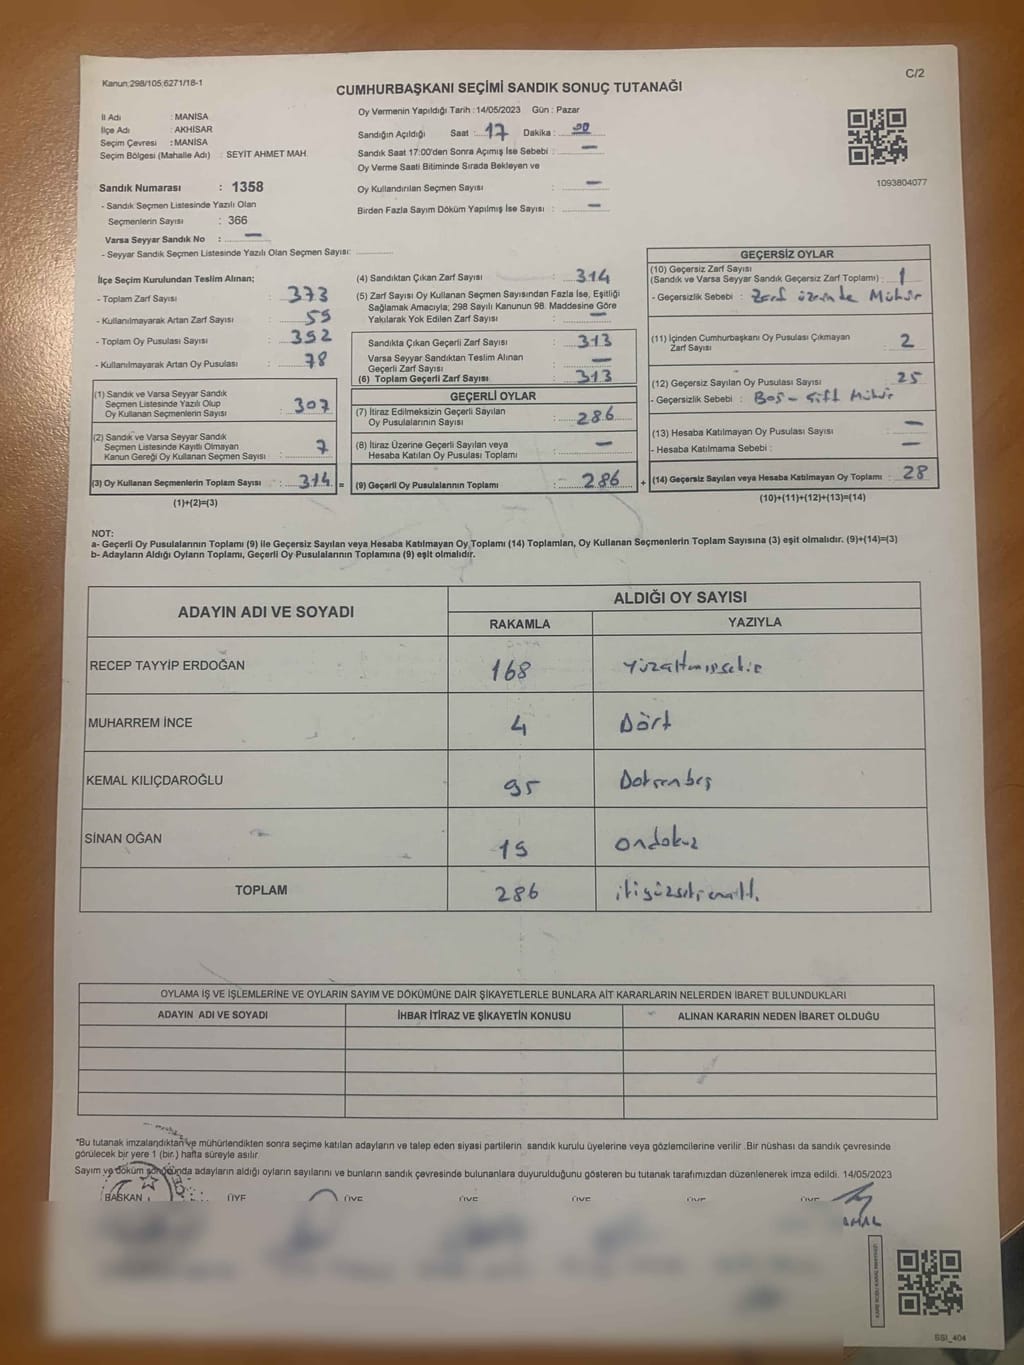 Kanun:298/105;6271/18-1
C/2
CUMHURBAŞKANI SEÇİMİ SANDIK SONUÇ TUTANAĞI
İl Adı : MANİSA
İlçe Adı : AKHİSAR
Seçim Çevresi : MANİSA
Seçim Bölgesi (Mahalle Adı) : SEYİT AHMET MAH.
Sandık Numarası : 1358
- Sandık Seçmen Listesinde Yazılı Olan
Seçmenlerin Sayısı : 366
Varsa Seyyar Sandık No : —
- Seyyar Sandık Seçmen Listesinde Yazılı Olan Seçmen Sayısı:
Oy Vermenin Yapıldığı Tarih : 14/05/2023 Gün : Pazar
Sandığın Açıldığı Saat : 17 Dakika : 00
Sandık Saat 17:00'den Sonra Açımış İse Sebebi : —
Oy Verme Saati Bitiminde Sırada Bekleyen ve
Oy Kullandırılan Seçmen Sayısı : —
Birden Fazla Sayım Döküm Yapılmış İse Sayısı : —
1093804077
İlçe Seçim Kurulundan Teslim Alınan;
- Toplam Zarf Sayısı : 373
- Kullanılmayarak Artan Zarf Sayısı : 59
- Toplam Oy Pusulası Sayısı : 392
- Kullanılmayarak Artan Oy Pusulası : 78
(1) Sandık ve Varsa Seyyar Sandık
Seçmen Listesinde Yazılı Olup
Oy Kullanan Seçmenlerin Sayısı : 307
(2) Sandık ve Varsa Seyyar Sandık
Seçmen Listesinde Kayıtlı Olmayan
Kanun Gereği Oy Kullanan Seçmen Sayısı : 7
(3) Oy Kullanan Seçmenlerin Toplam Sayısı : 314 =
(1)+(2)=(3)
(4) Sandıktan Çıkan Zarf Sayısı : 314
(5) Zarf Sayısı Oy Kullanan Seçmen Sayısından Fazla İse, Eşitliği
Sağlamak Amacıyla; 298 Sayılı Kanunun 98. Maddesine Göre
Yakılarak Yok Edilen Zarf Sayısı : —
Sandıkla Çıkan Geçerli Zarf Sayısı : 313
Varsa Seyyar Sandıktan Teslim Alınan
Geçerli Zarf Sayısı : —
(6) Toplam Geçerli Zarf Sayısı : 313
GEÇERLİ OYLAR
(7) İtiraz Edilmeksizin Geçerli Sayılan
Oy Pusulalarının Sayısı : 286
(8) İtiraz Üzerine Geçerli Sayılan veya
Hesaba Katılan Oy Pusulası Toplamı : —
(9) Geçerli Oy Pusulalarının Toplamı : 286 +
GEÇERSİZ OYLAR
(10) Geçersiz Zarf Sayısı
(Sandık ve Varsa Seyyar Sandık Geçersiz Zarf Toplamı) : 1
- Geçersizlik Sebebi : Zarf üzerinde Mühür
(11) İçinden Cumhurbaşkanı Oy Pusulası Çıkmayan
Zarf Sayısı : 2
(12) Geçersiz Sayılan Oy Pusulası Sayısı : 25
- Geçersizlik Sebebi : Boş - Çift Mühür
(13) Hesaba Katılmayan Oy Pusulası Sayısı : —
- Hesaba Katılmama Sebebi : —
(14) Geçersiz Sayılan veya Hesaba Katılmayan Oy Toplamı : 28
(10)+(11)+(12)+(13)=(14)
NOT:
a- Geçerli Oy Pusulalarının Toplamı (9) ile Geçersiz Sayılan veya Hesaba Katılmayan Oy Toplamı (14) Toplamları, Oy Kullanan Seçmenlerin Toplam Sayısına (3) eşit olmalıdır. (9)+(14)=(3)
b- Adayların Aldığı Oyların Toplamı, Geçerli Oy Pusulalarının Toplamına (9) eşit olmalıdır.
ADAYIN ADI VE SOYADI ALDIĞI OY SAYISI
RAKAMLA YAZIYLA
RECEP TAYYİP ERDOĞAN 168 Yüzaltmışsekiz
MUHARREM İNCE 4 Dört
KEMAL KILIÇDAROĞLU 95 Doksanbeş
SİNAN OĞAN 19 Ondokuz
TOPLAM 286 ikiyüzseksenaltı
OYLAMA İŞ VE İŞLEMLERİNE VE OYLARIN SAYIM VE DÖKÜMÜNE DAİR ŞİKAYETLERLE BUNLARA AİT KARARLARIN NELERDEN İBARET BULUNDUKLARI
ADAYIN ADI VE SOYADI İHBAR İTİRAZ VE ŞİKAYETİN KONUSU ALINAN KARARIN NEDEN İBARET OLDUĞU
*Bu tutanak imzalandıktan ve mühürlendikten sonra seçime katılan adayların ve talep eden siyasi partilerin, sandık kurulu üyelerine veya gözlemcilerine verilir. Bir nüshası da sandık çevresinde
görülecek bir yere 1 (bir.) hafta süreyle asılır.
Sayım ve döküm sonucunda adayların aldığı oyların sayılarını ve bunların sandık çevresinde bulunanlara duyurulduğunu gösteren bu tutanak tarafımızdan düzenlenerek imza edildi. 14/05/2023
BAŞKAN ÜYE ÜYE ÜYE ÜYE ÜYE ÜYE
SSI_404